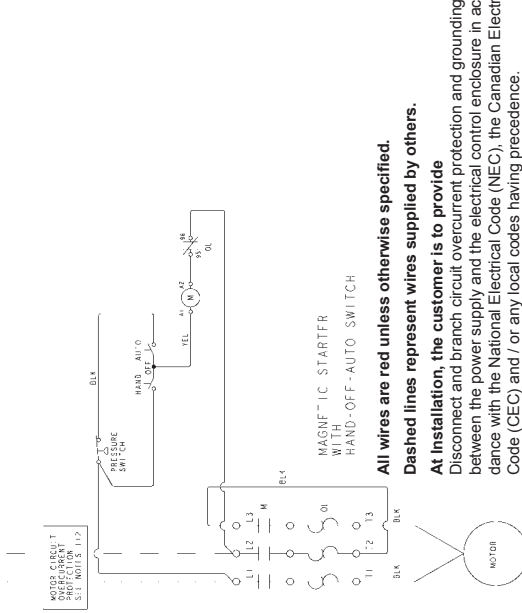 MOTOR CIRCUIT
OVERCURRENT
PROTECTION
BLK
PRESSURE
SWITCH
HAND
OFF
AUTO
YEL
A1
M
A2
95
96
OL
MAGNETIC STARTER
WITH
HAND-OFF-AUTO SWITCH
L1
L2
L3
M
OL
BLK
T1
T2
T3
BLK
BLK
MOTOR
All wires are red unless otherwise specified.
Dashed lines represent wires supplied by others.
At Installation, the customer is to provide
Disconnect and branch circuit overcurrent protection and grounding
between the power supply and the electrical control enclosure in ac
dance with the National Electrical Code (NEC), the Canadian Electr
Code (CEC) and / or any local codes having precedence.